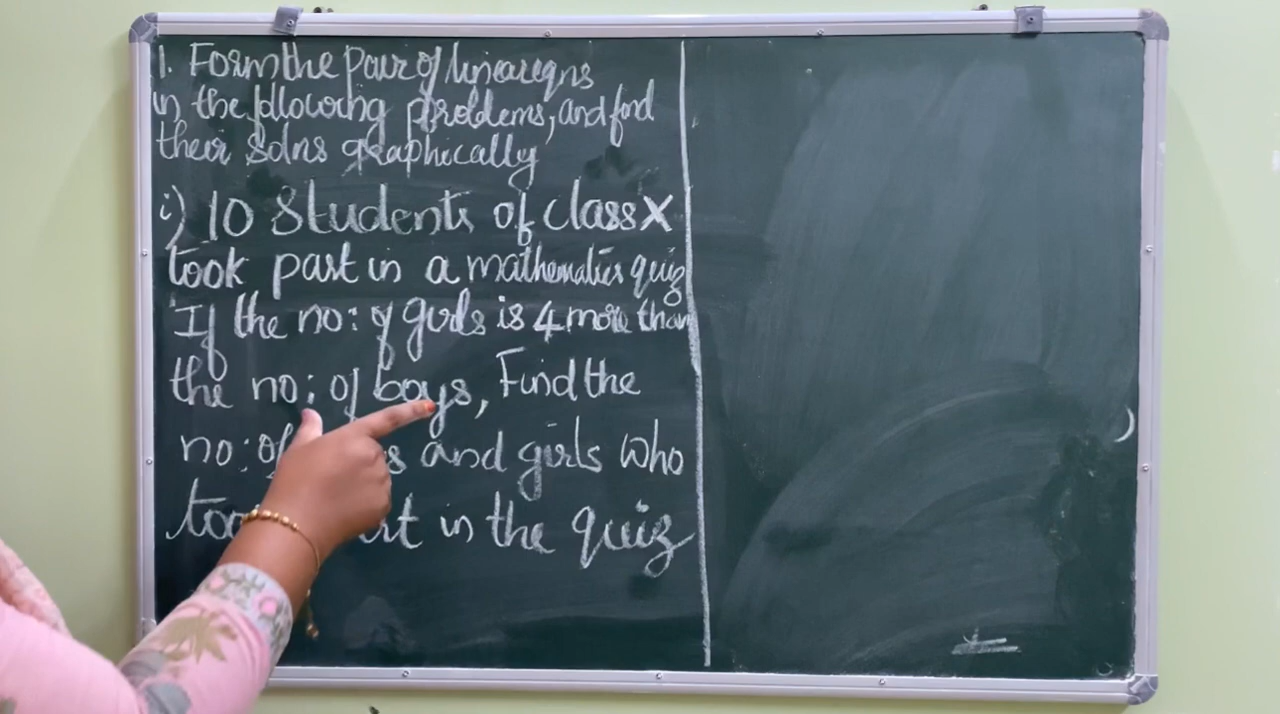 1. Form the pair of linear eqns
in the following problems, and find
their solns graphically
i) 10 Students of class X
took part in a mathematics quiz
If the no: of girls is 4 more than
the no: of boys, Find the
no: of and girls who
in the quiz